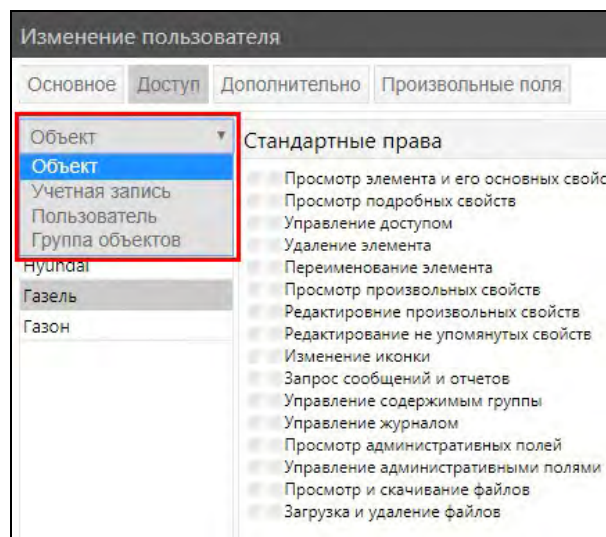 Изменение пользователя
Основное Доступ Дополнительно Произвольные поля
Объект
Объект
Учетная запись
Пользователь
Группа объектов
Hyundai
Газель
Газон
Стандартные права
Просмотр элемента и его основных свойс
Просмотр подробных свойств
Управление доступом
Удаление элемента
Переименование элемента
Просмотр произвольных свойств
Редактировние произвольных свойств
Редактирование не упомянутых свойств
Изменение иконки
Запрос сообщений и отчетов
Управление содержимым группы
Управление журналом
Просмотр административных полей
Управление административными полями
Просмотр и скачивание файлов
Загрузка и удаление файлов